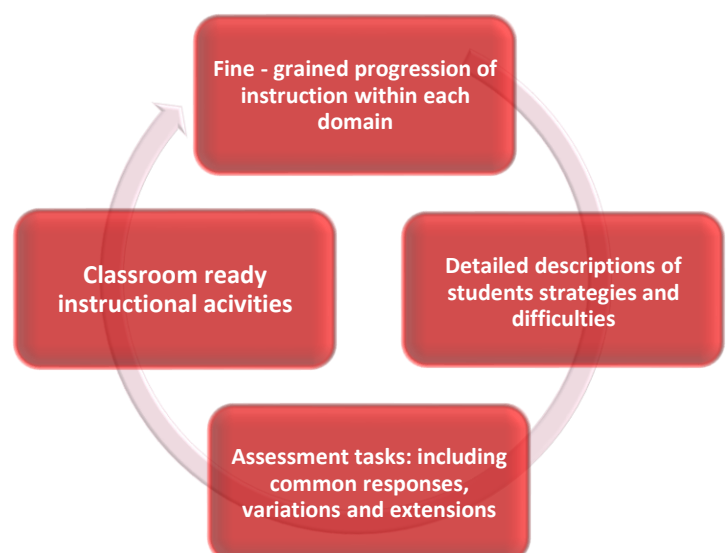 Fine - grained progression of
instruction within each
domain
Detailed descriptions of
students strategies and
difficulties
Assessment tasks: including
common responses,
variations and extensions
Classroom ready
instructional acivities